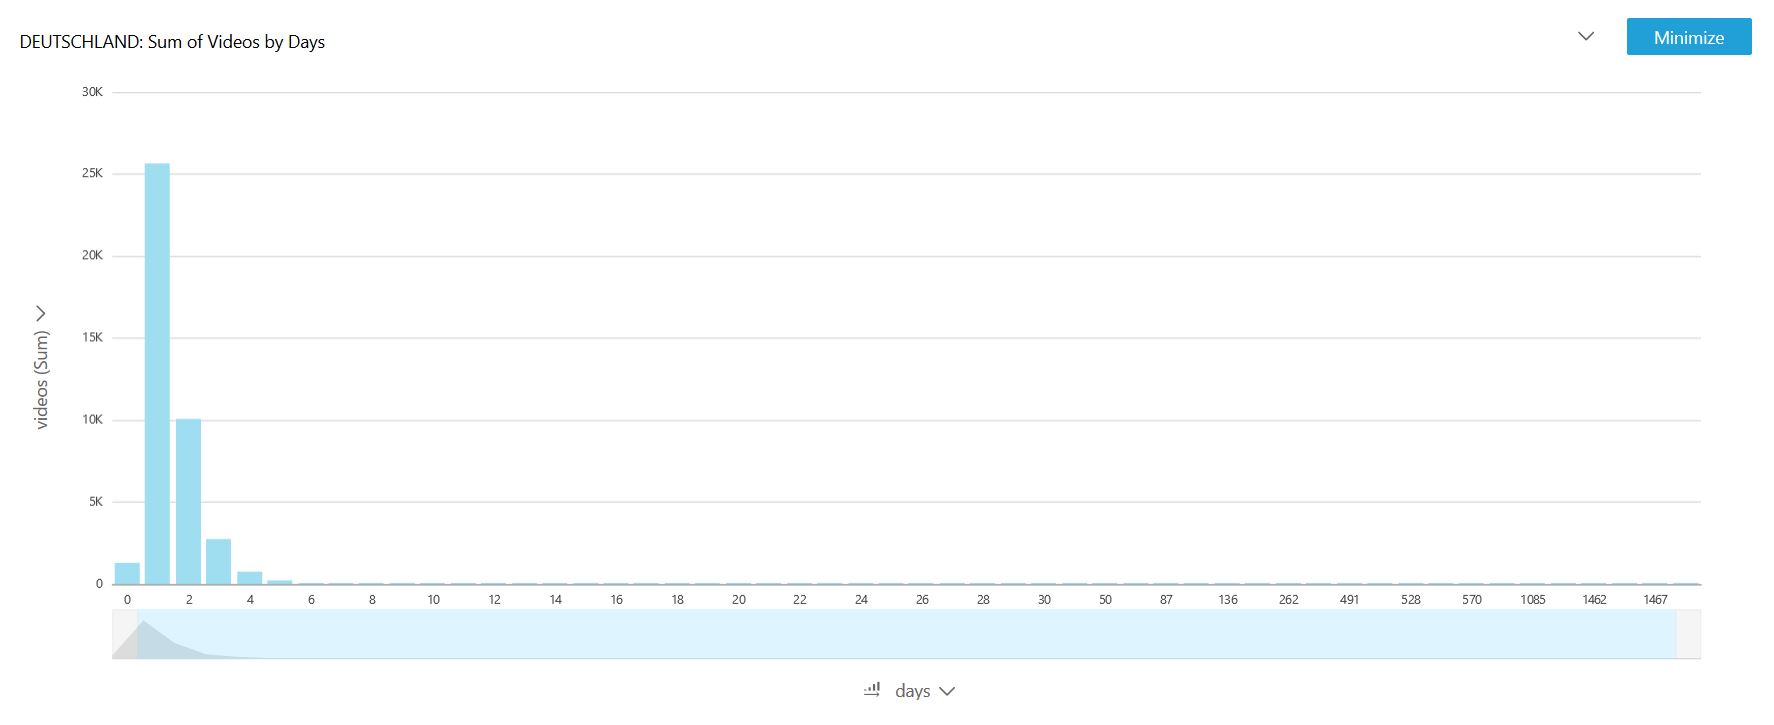 DEUTSCHLAND: Sum of Videos by Days
Minimize
30K
25K
20K
15K
10K
5K
0
videos (Sum)
0 2 4 6 8 10 12 14 16 18 20 22 24 26 28 30 50 87 136 262 491 528 570 1085 1462 1467
days